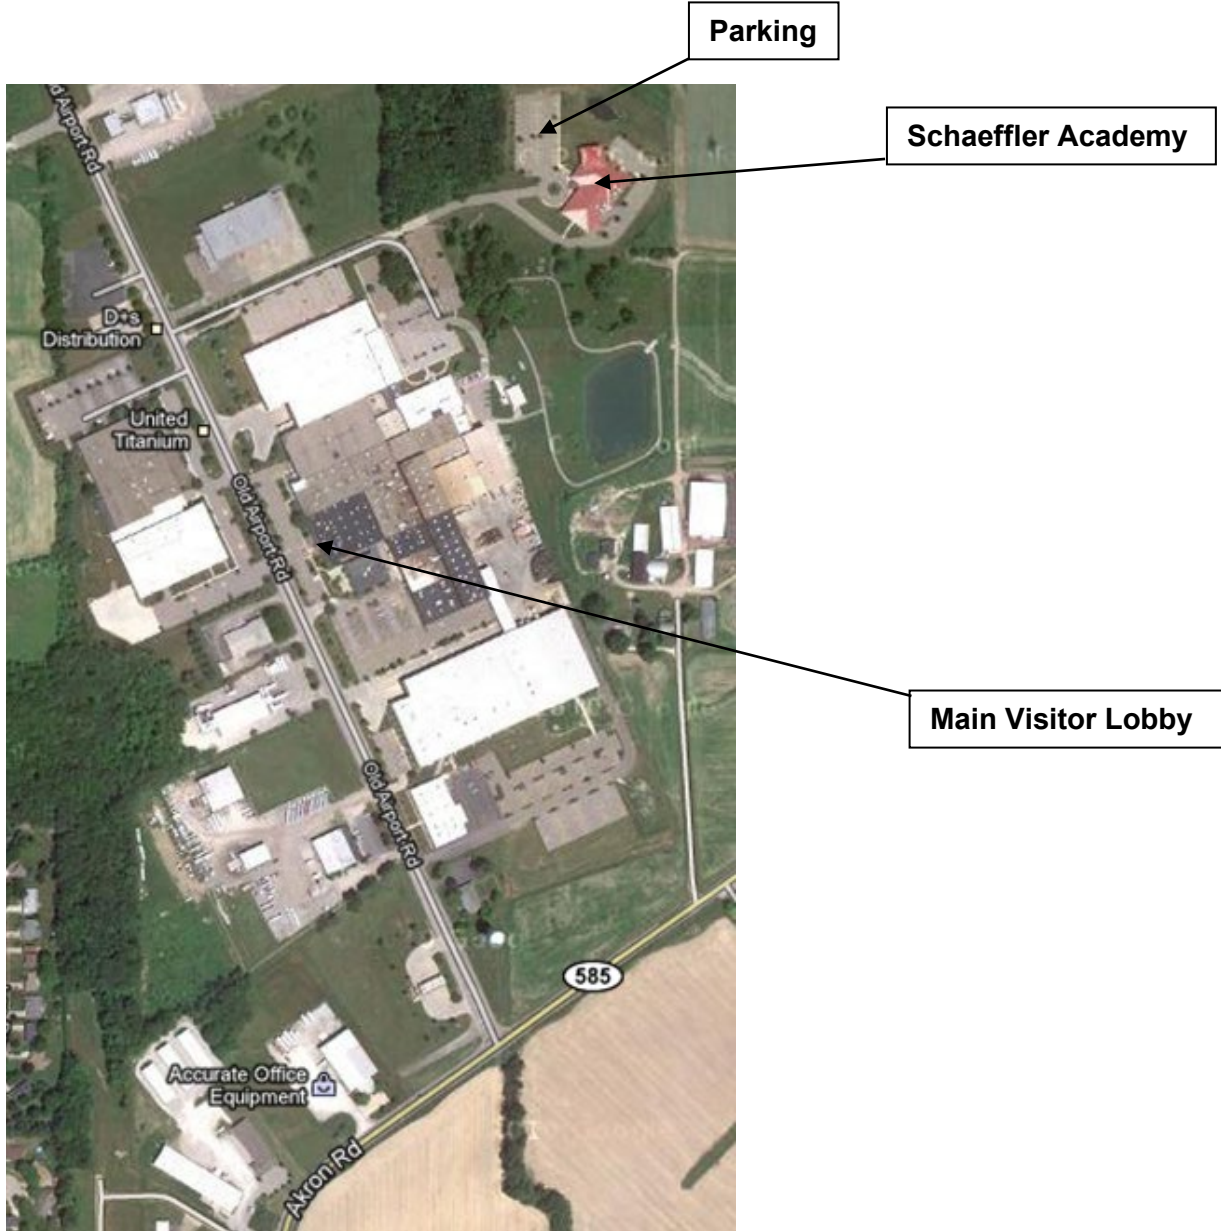 Parking
Schaeffler Academy
d Airport Rd
D+s
Distribution
United
Titanium
Old Airport Rd
Main Visitor Lobby
Old Airport Rd
585
Accurate Office
Equipment
Akron Rd